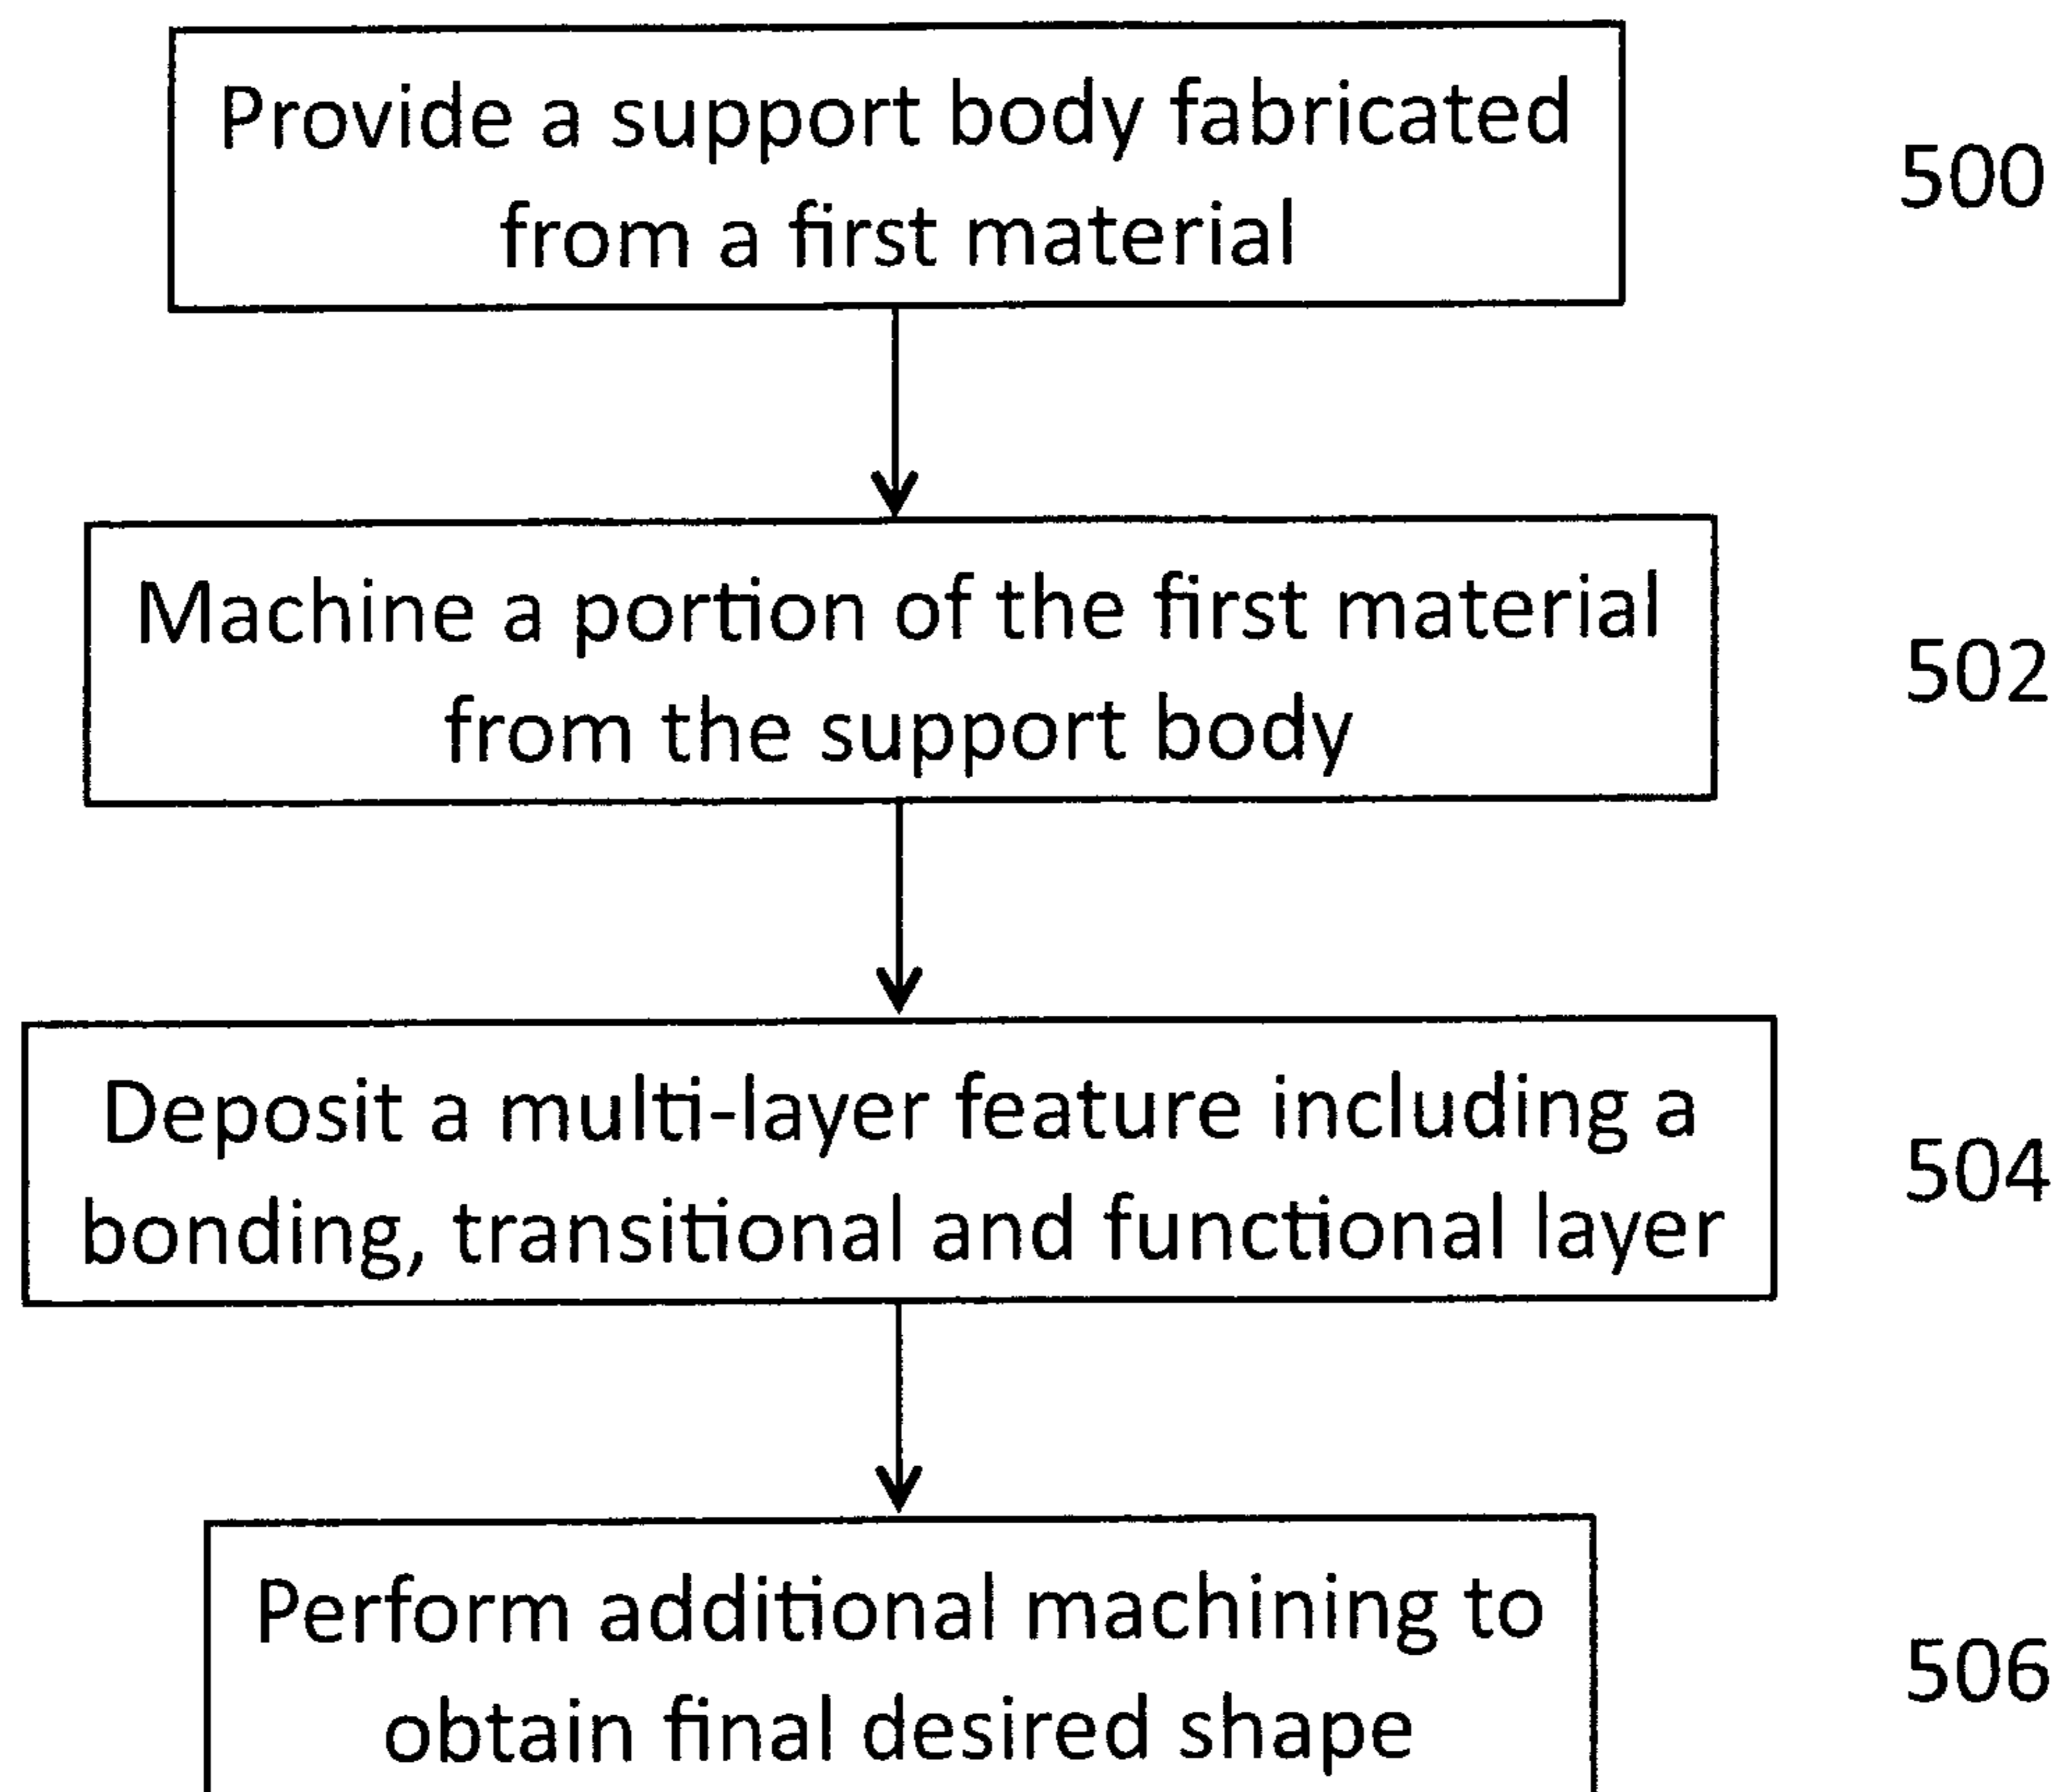 Provide a support body fabricated
from a first material
500
Machine a portion of the first material
from the support body
502
Deposit a multi-layer feature including a
bonding, transitional and functional layer
504
Perform additional machining to
obtain final desired shape
506